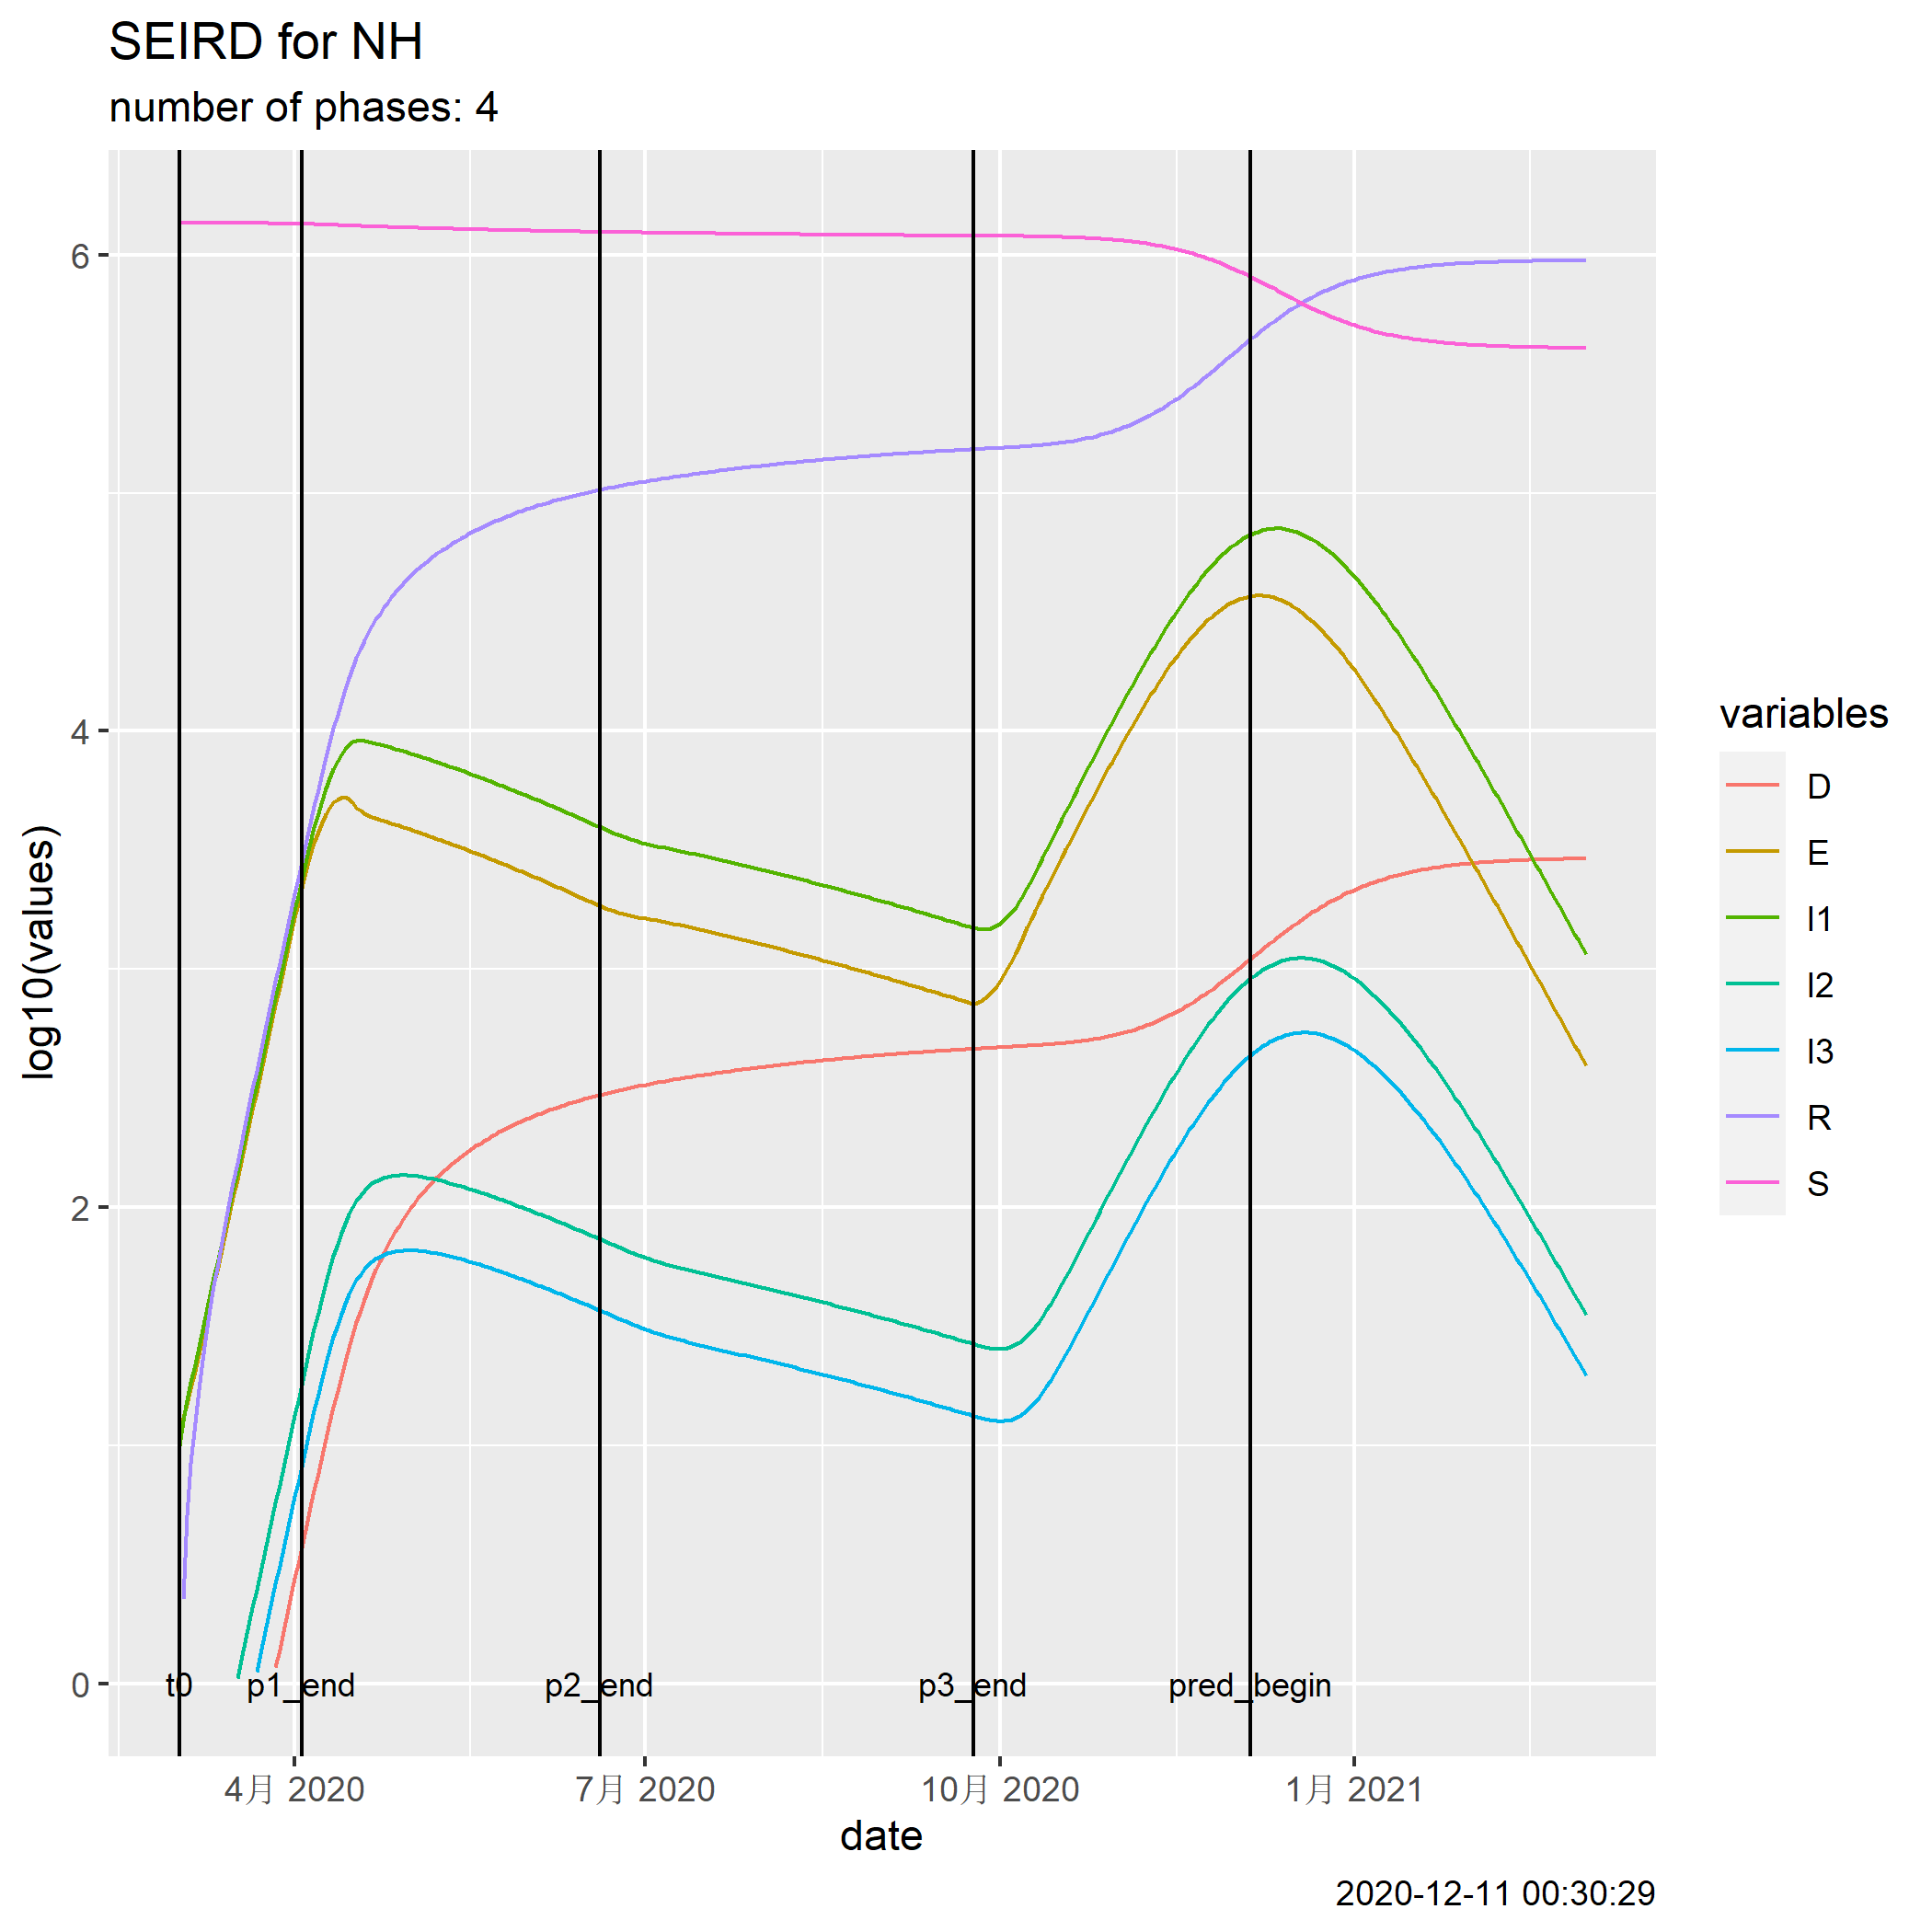 SEIRD for NH
number of phases: 4
log10(values)
6
4
2
0
t0
p1_end
p2_end
p3_end
pred_begin
4月 2020
7月 2020
10月 2020
1月 2021
date
variables
D
E
I1
I2
I3
R
S
2020-12-11 00:30:29